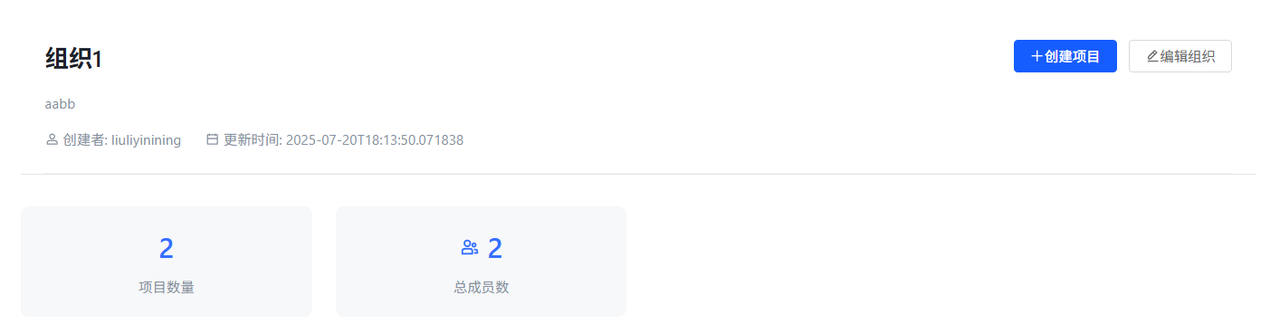 组织1
创建项目
编辑组织
aabb
创建者: liuliyinining 更新时间: 2025-07-20T18:13:50.071838
2
项目数量
2
总成员数